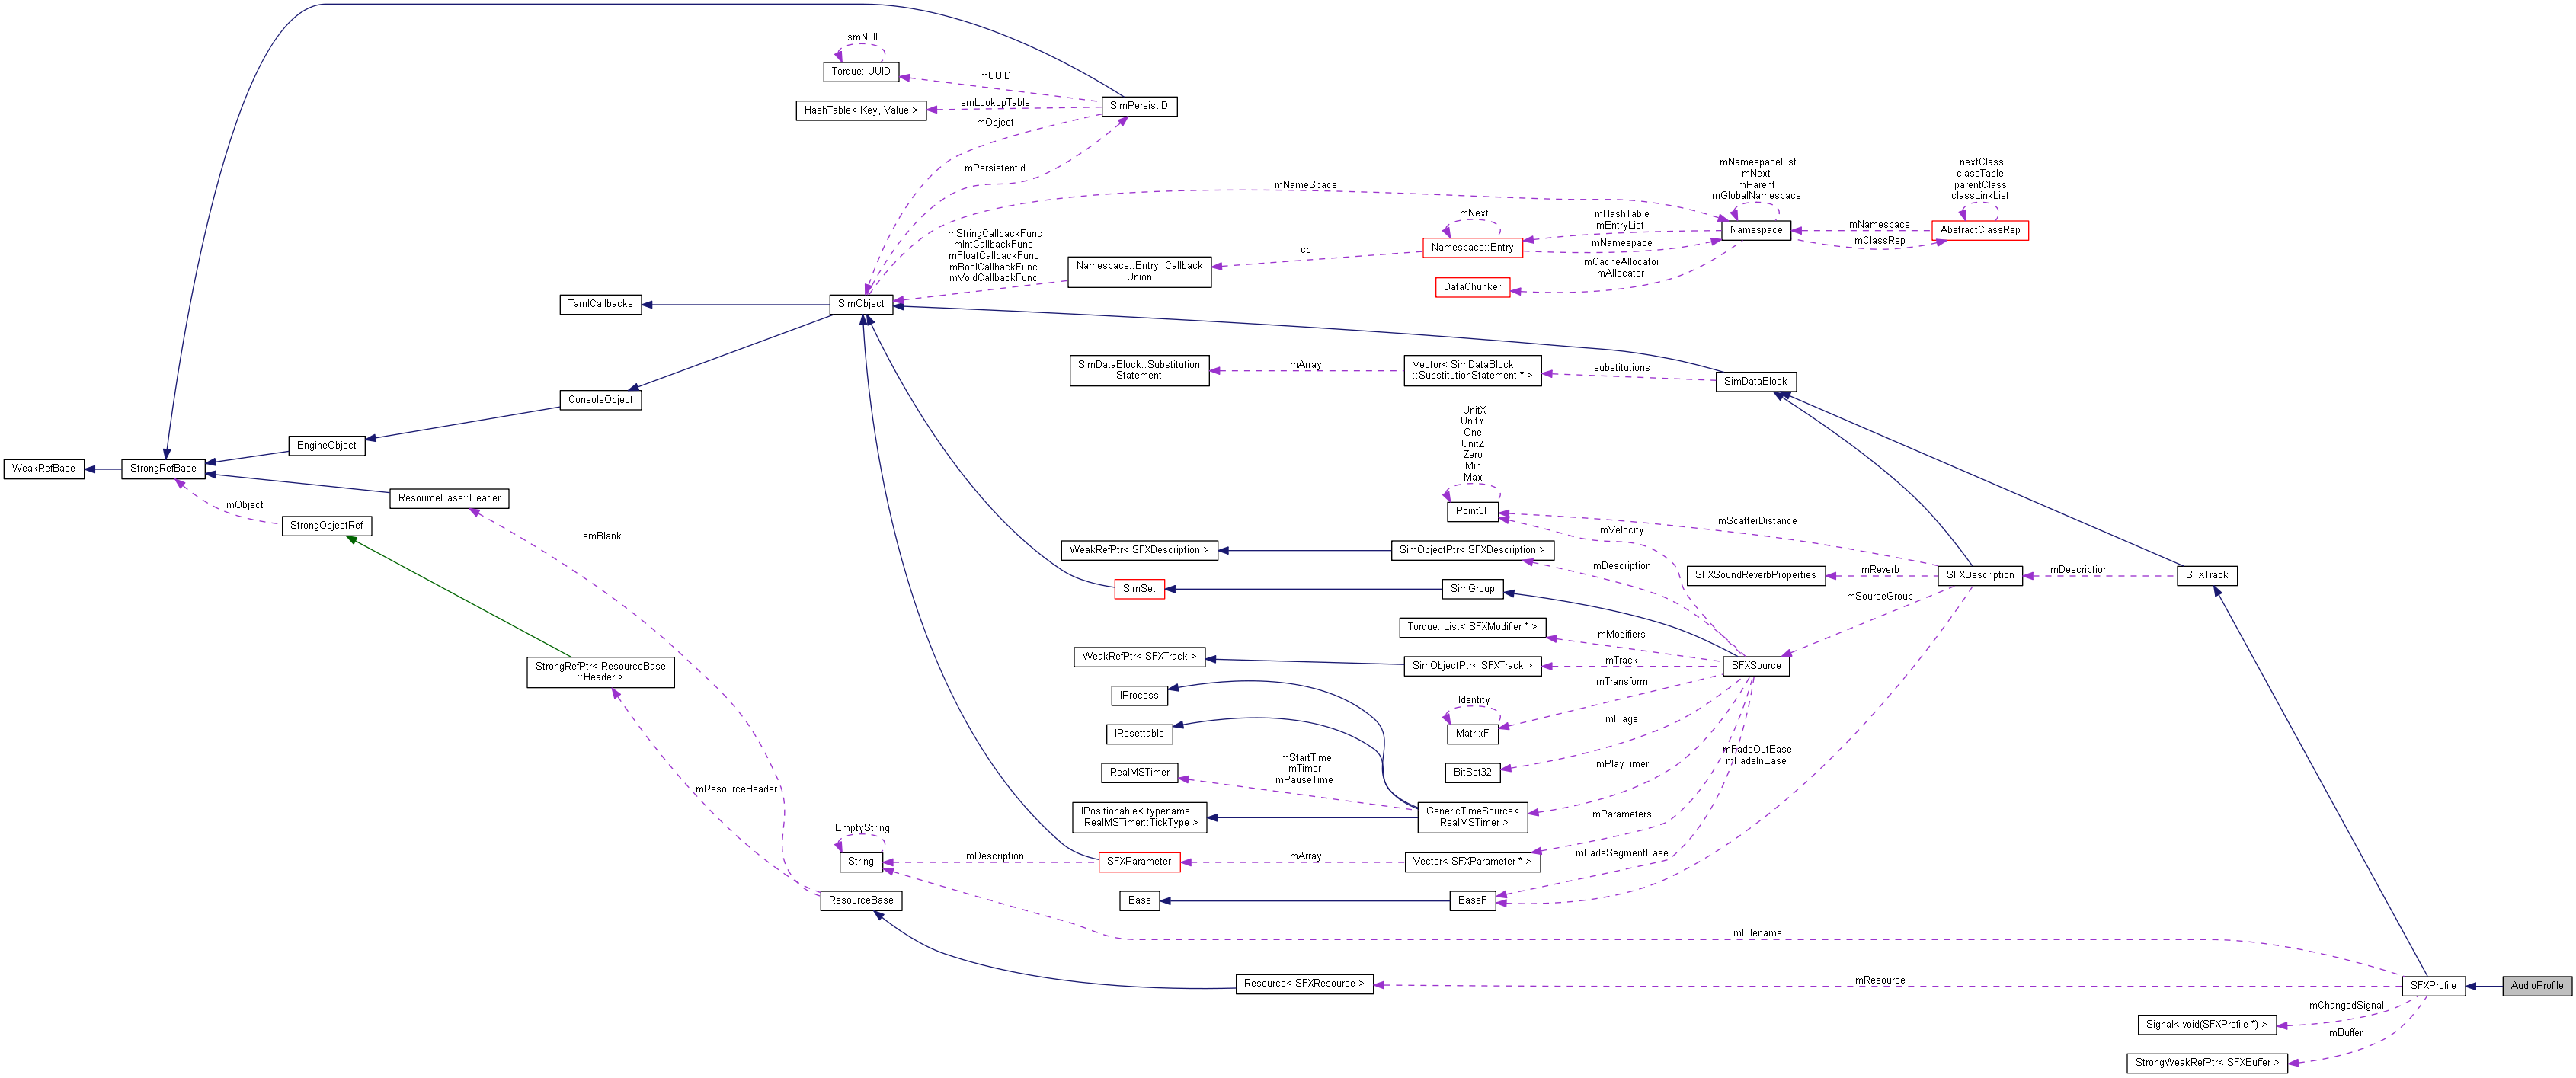 smNull
Torque::UUID
mUUID
HashTable< Key, Value >
smLookupTable
SimPersistID
mObject
mPersistentId
mNameSpace
mNamespaceList
mNext
mParent
mGlobalNamespace
nextClass
classTable
parentClass
classLinkList
mNext
mHashTable
mEntryList
Namespace
mNamespace
AbstractClassRep
mStringCallbackFunc
mIntCallbackFunc
mFloatCallbackFunc
mBoolCallbackFunc
mVoidCallbackFunc
cb
Namespace::Entry
mNamespace
mClassRep
Namespace::Entry::Callback
Union
mCacheAllocator
mAllocator
DataChunker
TamlCallbacks
SimObject
SimDataBlock::Substitution
Statement
mArray
Vector< SimDataBlock
::SubstitutionStatement * >
substitutions
SimDataBlock
ConsoleObject
UnitX
UnitY
One
UnitZ
Zero
Min
Max
EngineObject
WeakRefBase
StrongRefBase
ResourceBase::Header
mObject
StrongObjectRef
smBlank
Point3F
mScatterDistance
mVelocity
WeakRefPtr< SFXDescription >
SimObjectPtr< SFXDescription >
mDescription
SFXSoundReverbProperties
mReverb
SFXDescription
mDescription
SFXTrack
SimSet
SimGroup
mSourceGroup
Torque::List< SFXModifier * >
mModifiers
WeakRefPtr< SFXTrack >
SimObjectPtr< SFXTrack >
mTrack
SFXSource
StrongRefPtr< ResourceBase
::Header >
IProcess
mTransform
Identity
MatrixF
mFlags
IResettable
mStartTime
mTimer
mPauseTime
RealMSTimer
BitSet32
mPlayTimer
mFadeOutEase
mFadeInEase
mResourceHeader
IPositionable< typename
RealMSTimer::TickType >
GenericTimeSource<
RealMSTimer >
mParameters
EmptyString
String
mDescription
SFXParameter
mArray
Vector< SFXParameter * >
mFadeSegmentEase
ResourceBase
Ease
EaseF
mFilename
Resource< SFXResource >
mResource
SFXProfile
AudioProfile
mChangedSignal
Signal< void(SFXProfile *) >
mBuffer
StrongWeakRefPtr< SFXBuffer >